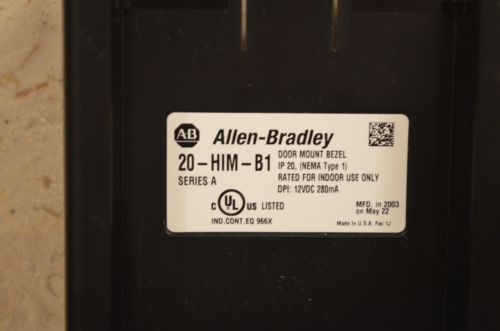 AB Allen-Bradley
20-HIM-B1
SERIES A
DOOR MOUNT BEZEL
IP 20, (NEMA Type 1)
RATED FOR INDOOR USE ONLY
DPI: 12VDC 280mA
C UL US LISTED
IND.CONT.EQ 966X
MFD. in 2003
on May 22
Made in U.S.A. Fac 1J